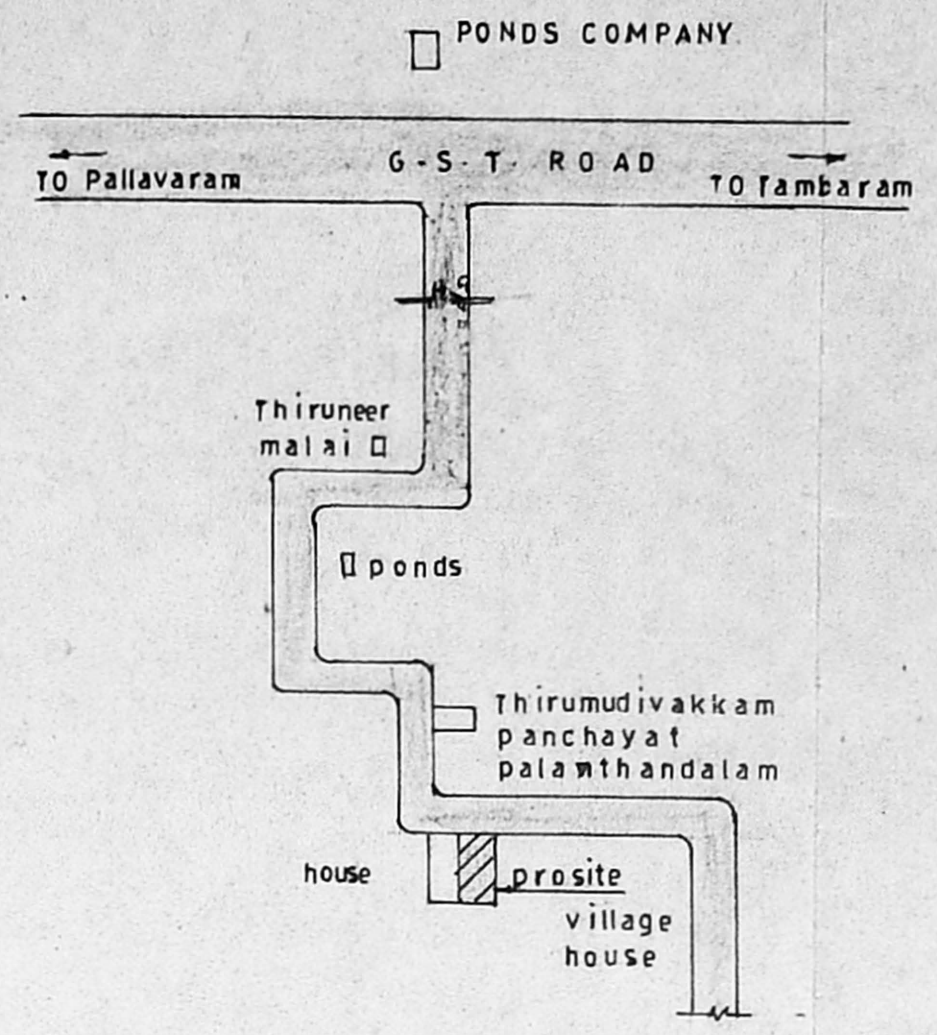 PONDS COMPANY
G-S-T- ROAD
TO Pallavaram
TO Tambaram
Thiruneer
malai
ponds
Thirumudivakkam
panchayat
palanthandalam
house
prosite
village
house